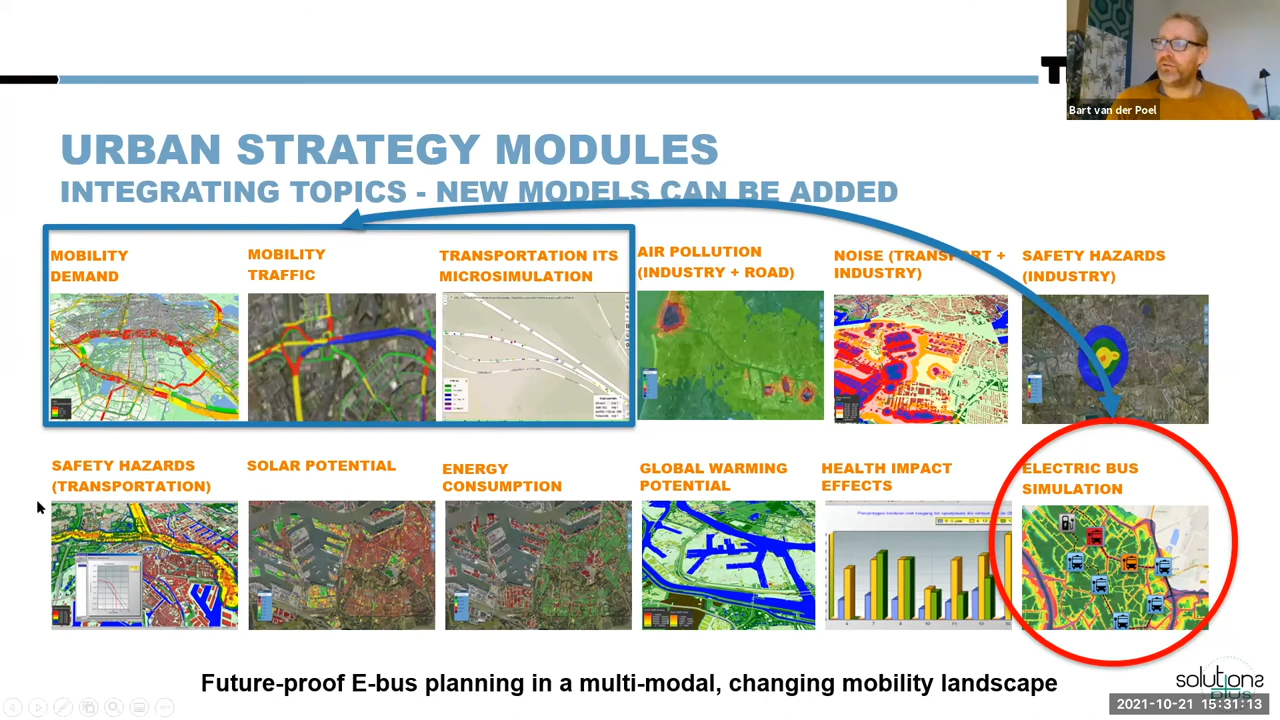 Bart van der Poel
URBAN STRATEGY MODULES
INTEGRATING TOPICS - NEW MODELS CAN BE ADDED
MOBILITY
DEMAND
MOBILITY
TRAFFIC
TRANSPORTATION ITS
MICROSIMULATION
AIR POLLUTION
(INDUSTRY + ROAD)
NOISE (TRANSPORT +
INDUSTRY)
SAFETY HAZARDS
(INDUSTRY)
SAFETY HAZARDS
(TRANSPORTATION)
SOLAR POTENTIAL
ENERGY
CONSUMPTION
GLOBAL WARMING
POTENTIAL
HEALTH IMPACT
EFFECTS
ELECTRIC BUS
SIMULATION
Future-proof E-bus planning in a multi-modal, changing mobility landscape
solutions
plus
2021-10-21 15:31:13